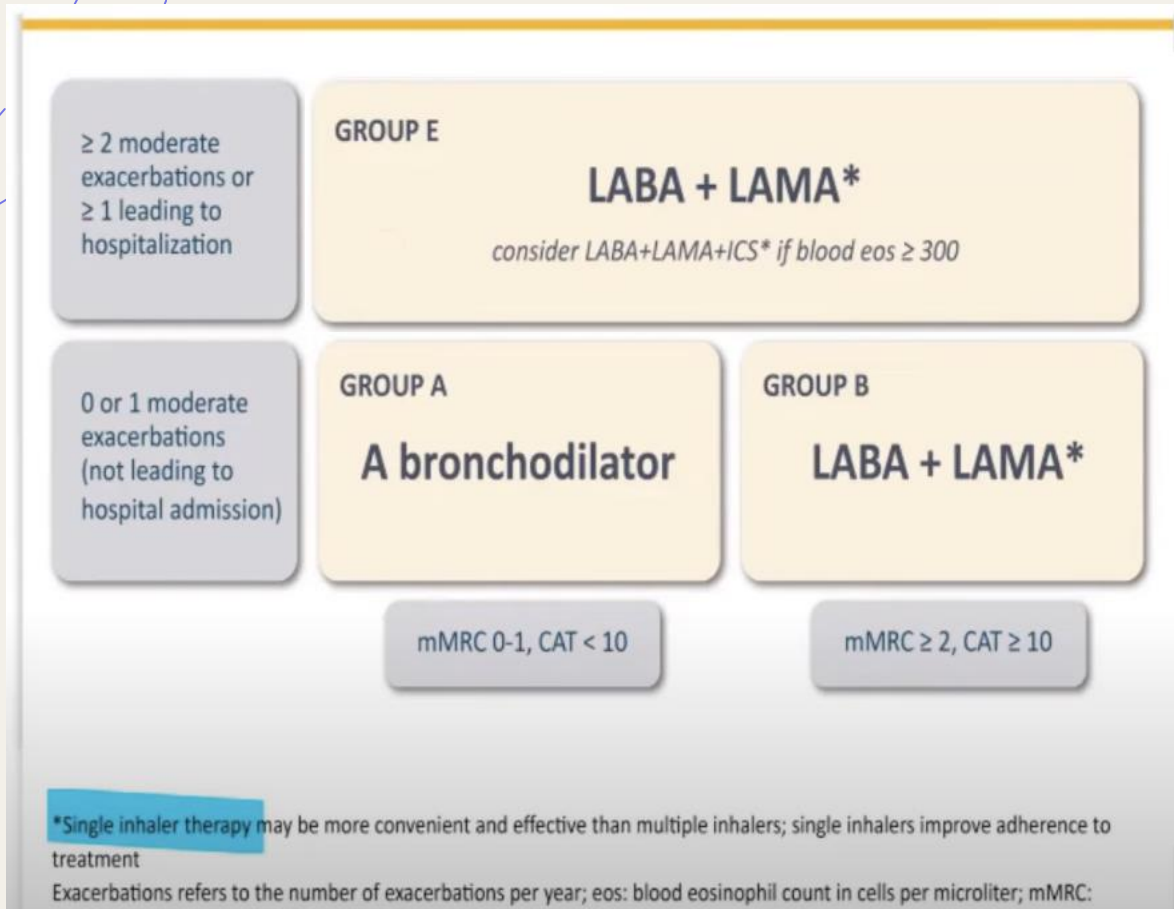 ≥ 2 moderate
exacerbations or
≥ 1 leading to
hospitalization
GROUP E
LABA + LAMA*
consider LABA+LAMA+ICS* if blood eos ≥ 300
0 or 1 moderate
exacerbations
(not leading to
hospital admission)
GROUP A
A bronchodilator
GROUP B
LABA + LAMA*
mMRC 0-1, CAT < 10
mMRC ≥ 2, CAT ≥ 10
*Single inhaler therapy may be more convenient and effective than multiple inhalers; single inhalers improve adherence to
treatment
Exacerbations refers to the number of exacerbations per year; eos: blood eosinophil count in cells per microliter; mMRC: